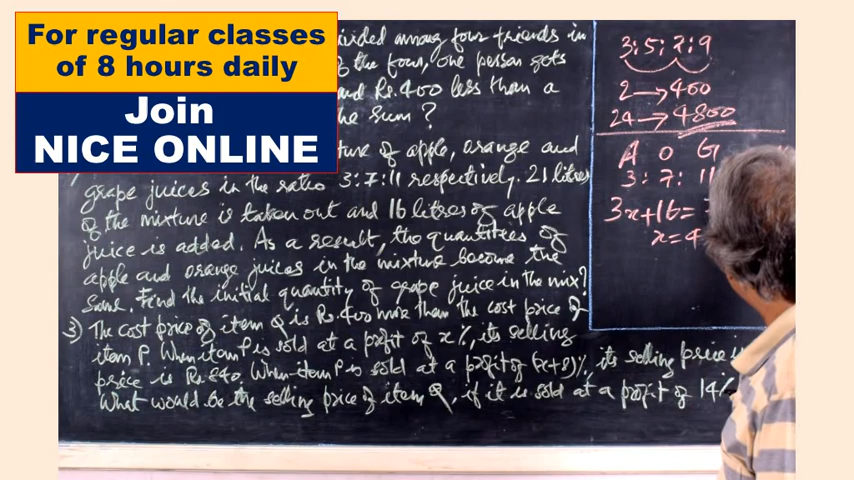 For regular classes
of 8 hours daily
Join
NICE ONLINE
divided among four friends in
of the four, one person gots
and Rs.400 less than a
the sum?
ture of apple, orange and
grape juices in the ratio 3:7:11 respectively. 21 litres
of the mixture is taken out and 16 litres of apple
juice is added. As a result, the quantities of
apple and orange juices in the mixture become the
same. Find the initial quantity of grape juice in the mix?
3) The cost price of item Q is Rs.400 more than the cost price of
item P. When item P is sold at a profit of x%, its selling
price is Rs.840. When item P is sold at a profit of (x+8)%, its selling price i
What would be the selling price of item Q, if it is sold at a profit of 14%
3:5:7:9
2→400
24→4800
A O G
3:7:11
3x+16=
x=4